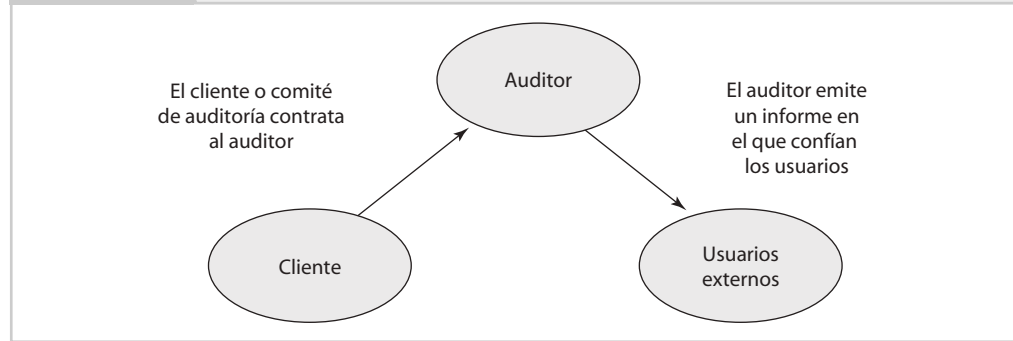 Auditor
El cliente o comité
de auditoría contrata
al auditor
El auditor emite
un informe en
el que confían
los usuarios
Cliente
Usuarios
externos